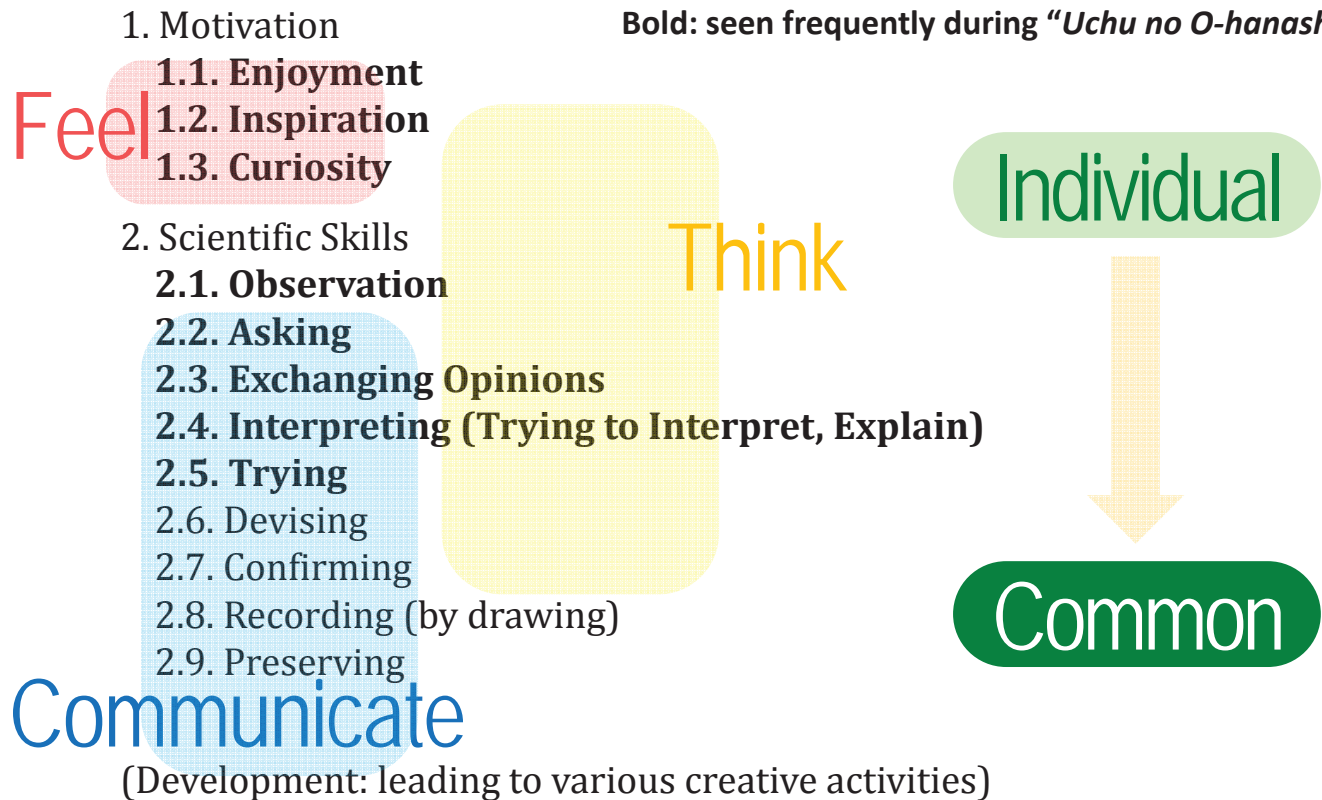 1. Motivation
Bold: seen frequently during “Uchu no O-hanash
1.1. Enjoyment
Feel
1.2. Inspiration
1.3. Curiosity
Individual
2. Scientific Skills
Think
2.1. Observation
2.2. Asking
2.3. Exchanging Opinions
2.4. Interpreting (Trying to Interpret, Explain)
2.5. Trying
2.6. Devising
2.7. Confirming
2.8. Recording (by drawing)
Common
2.9. Preserving
Communicate
(Development: leading to various creative activities)